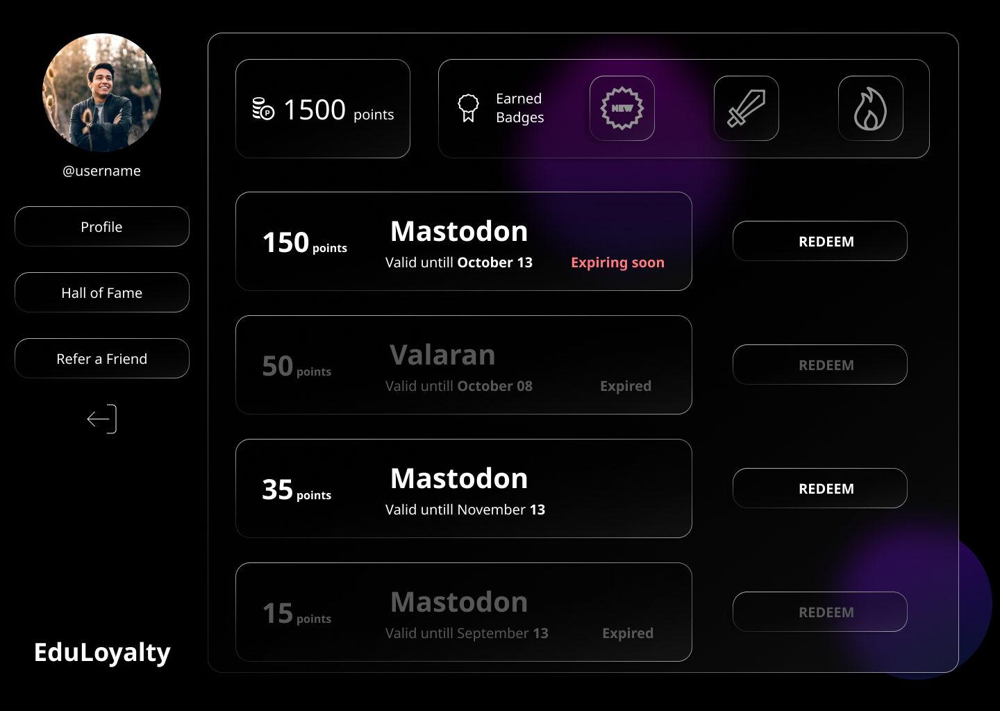 @username
Profile
Hall of Fame
Refer a Friend
EduLoyalty
P
1500 points
Earned
Badges
NEW
150 points
Mastodon
Valid untill October 13
Expiring soon
REDEEM
50 points
Valaran
Valid untill October 08
Expired
REDEEM
35 points
Mastodon
Valid untill November 13
REDEEM
15 points
Mastodon
Valid untill September 13
Expired
REDEEM